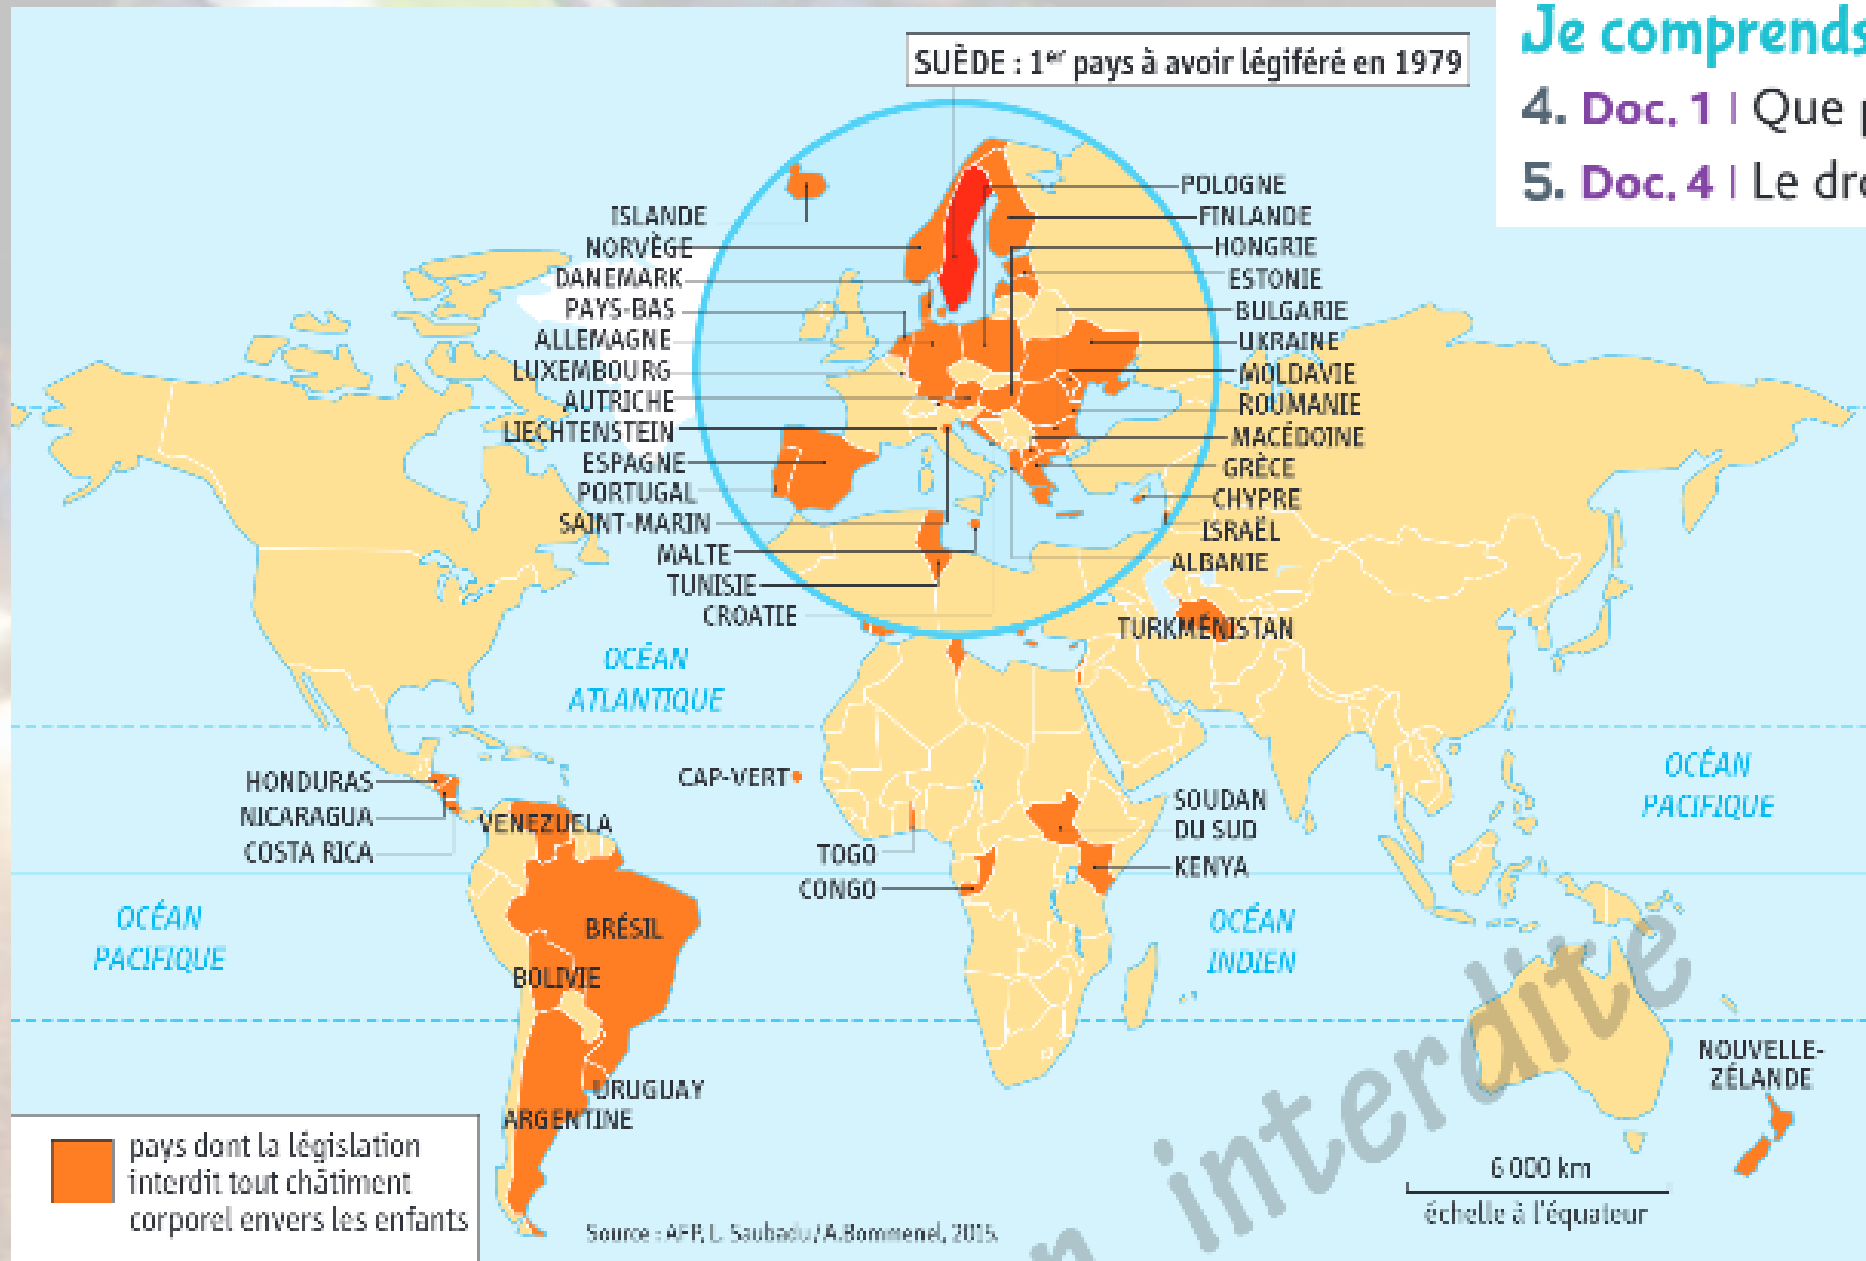 SUÈDE : 1er pays à avoir légiféré en 1979
Je comprends
4. Doc. 1 | Que
5. Doc. 4 | Le
ISLANDE
NORVÈGE
DANEMARK
PAYS-BAS
ALLEMAGNE
LUXEMBOURG
AUTRICHE
LIECHTENSTEIN
ESPAGNE
PORTUGAL
SAINT-MARIN
MALTE
TUNISIE
CROATIE
POLOGNE
FINLANDE
HONGRIE
ESTONIE
BULGARIE
UKRAINE
MOLDAVIE
ROUMANIE
MACÉDOINE
GRÈCE
CHYPRE
ISRAËL
ALBANIE
TURKMÉNISTAN
OCÉAN
ATLANTIQUE
HONDURAS
NICARAGUA
COSTA RICA
VENEZUELA
CAP-VERT
TOGO
CONGO
SOUDAN
DU SUD
KENYA
OCÉAN
PACIFIQUE
OCÉAN
PACIFIQUE
BRÉSIL
BOLIVIE
OCÉAN
INDIEN
URUGUAY
ARGENTINE
NOUVELLE-
ZÉLANDE
pays dont la législation
interdit tout châtiment
corporel envers les enfants
Source : AFP, L. Saubadu/A.Bommenel, 2015.
6 000 km
échelle à l'équateur
interdite